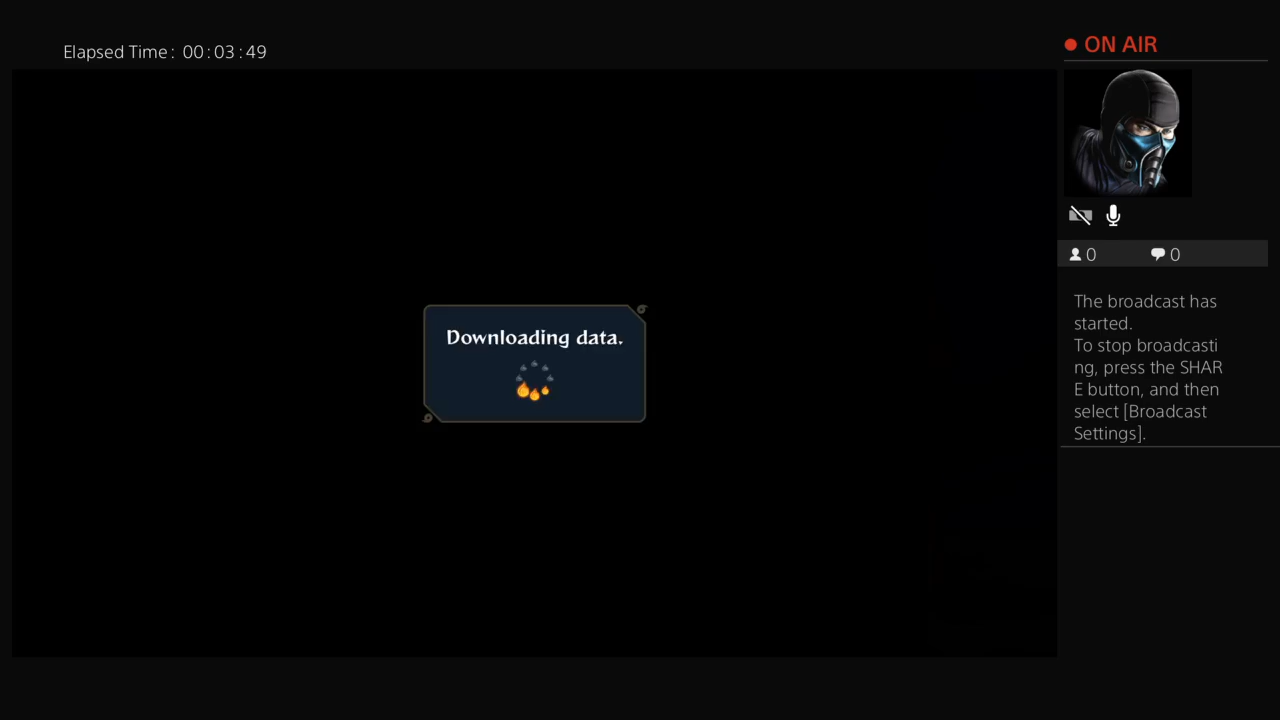 Elapsed Time: 00:03:49
ON AIR
0 0
Downloading data.
The broadcast has
started.
To stop broadcasti
ng, press the SHAR
E button, and then
select [Broadcast
Settings].